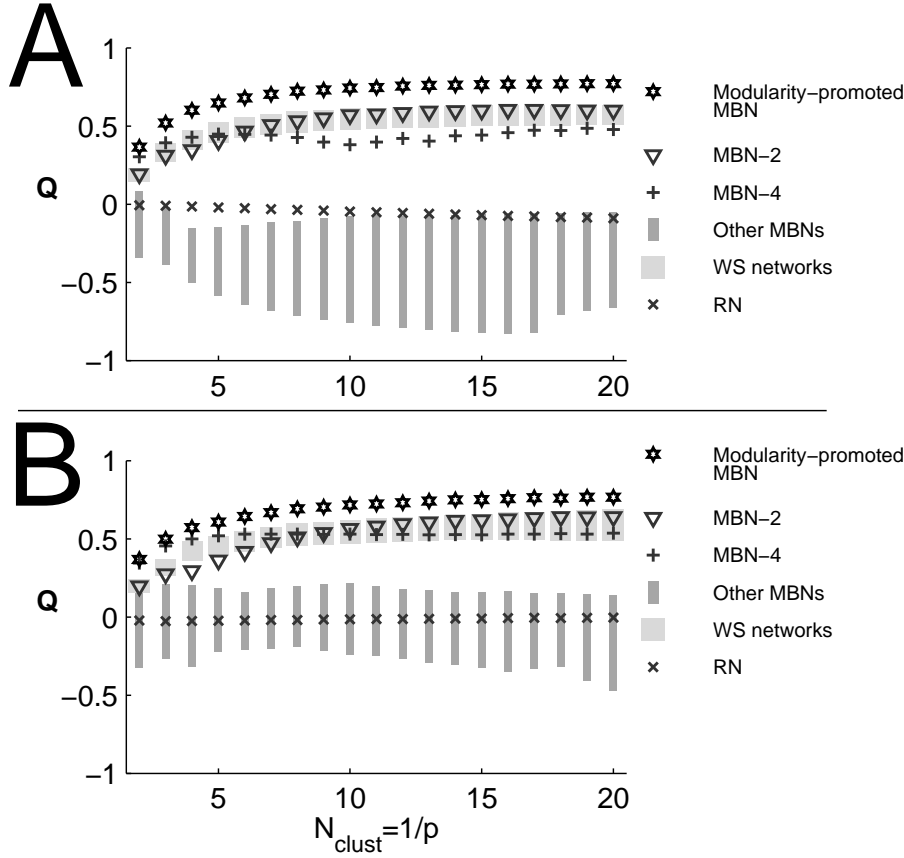 A
1
0.5
0
−0.5
−1
Q
5
10
15
20
Modularity−promoted
MBN
MBN−2
MBN−4
Other MBNs
WS networks
RN
B
1
0.5
0
−0.5
−1
Q
5
10
15
20
N_clust=1/p
Modularity−promoted
MBN
MBN−2
MBN−4
Other MBNs
WS networks
RN